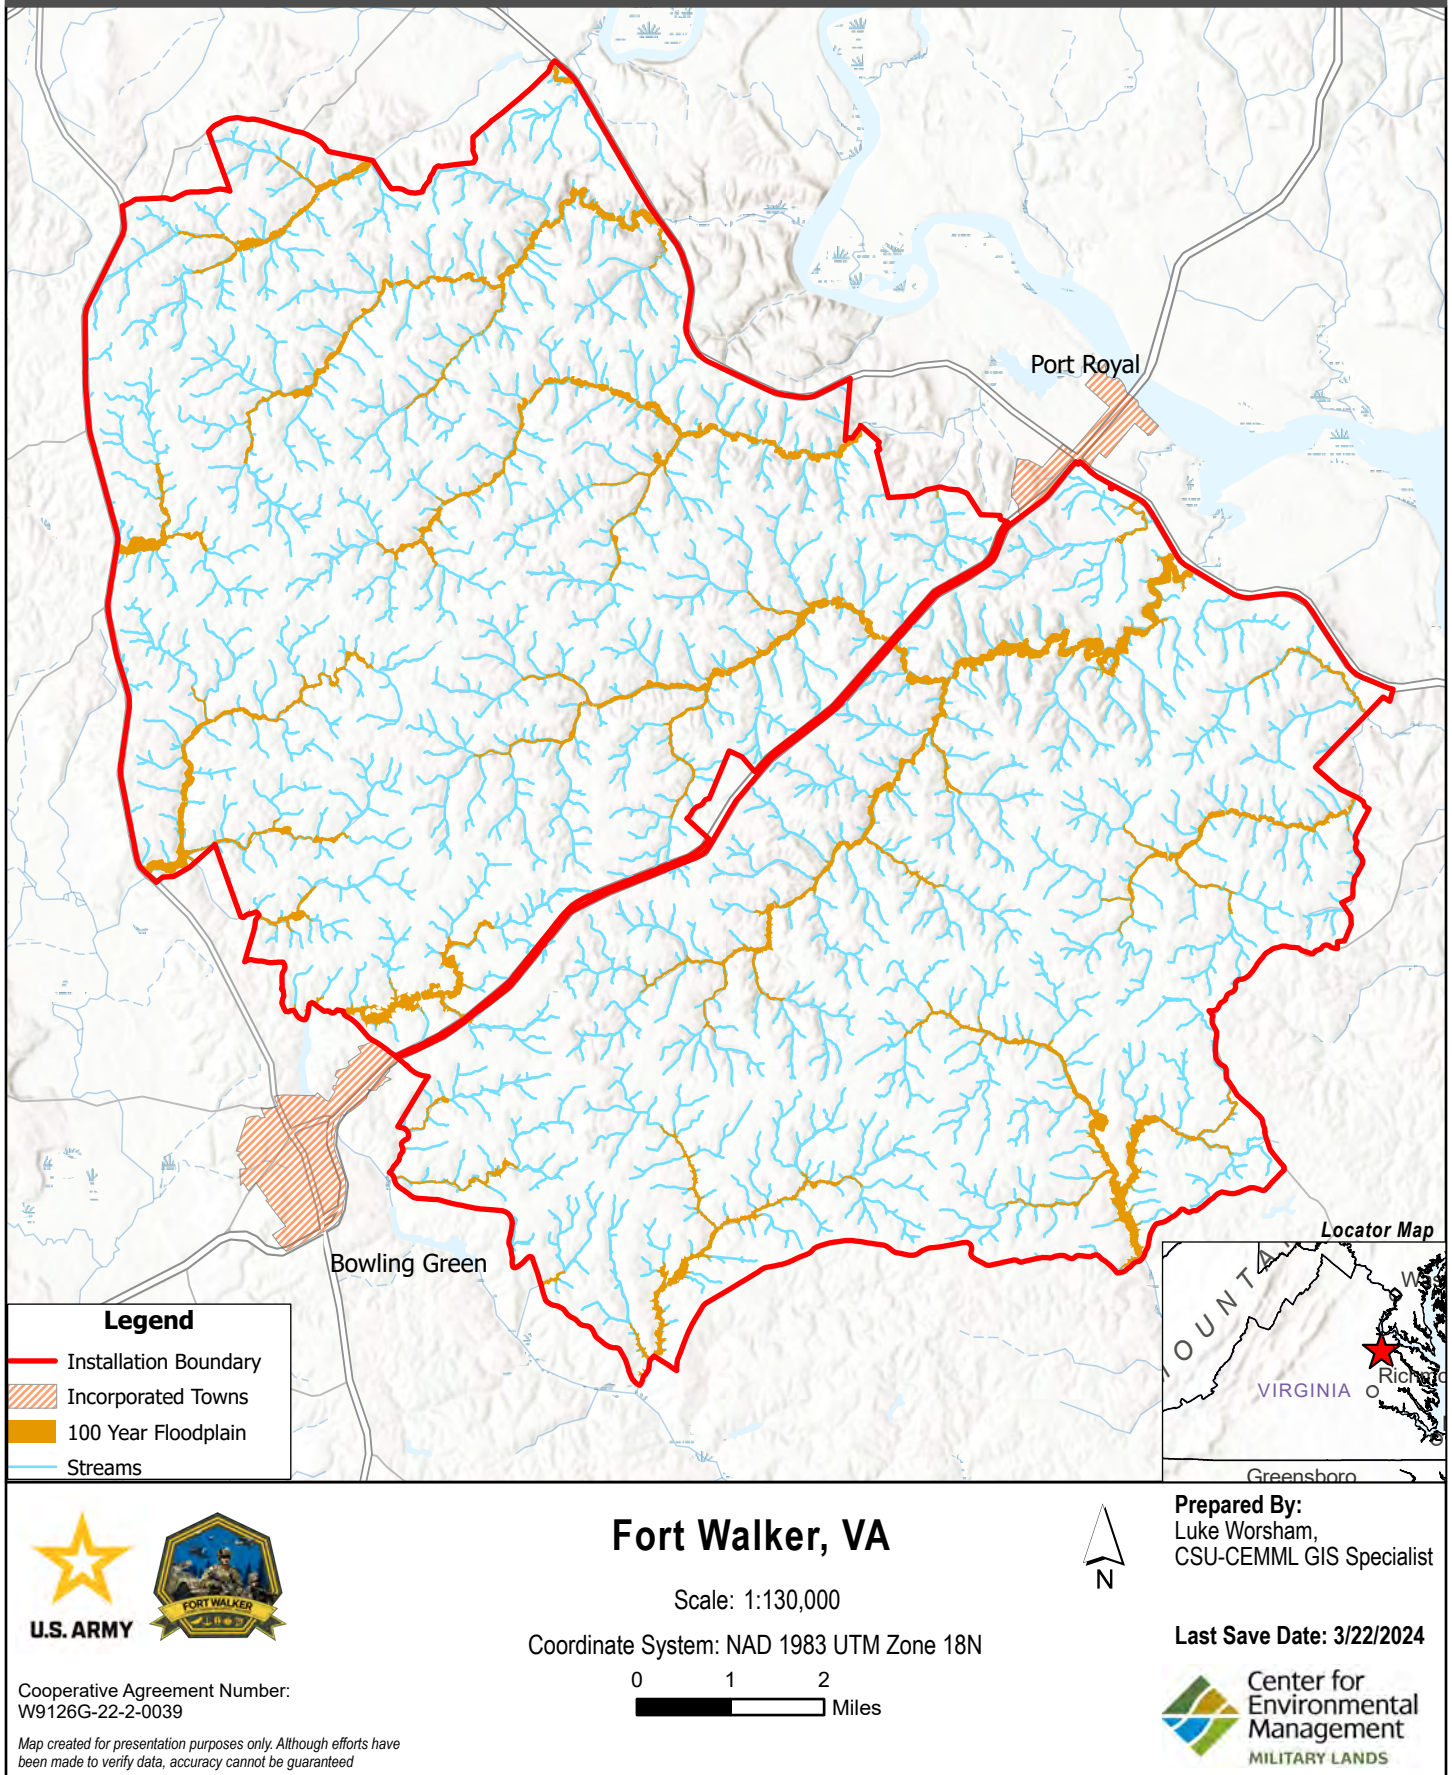 Port Royal
Bowling Green
Locator Map
MOUNTA
VIRGINIA
Greensboro
Legend
Installation Boundary
Incorporated Towns
100 Year Floodplain
Streams
U.S. ARMY
FORT WALKER
Cooperative Agreement Number:
W9126G-22-2-0039
Map created for presentation purposes only. Although efforts have
been made to verify data, accuracy cannot be guaranteed
Fort Walker, VA
Scale: 1:130,000
Coordinate System: NAD 1983 UTM Zone 18N
0 1 2
Miles
N
Prepared By:
Luke Worsham,
CSU-CEMML GIS Specialist
Last Save Date: 3/22/2024
Center for
Environmental
Management
MILITARY LANDS